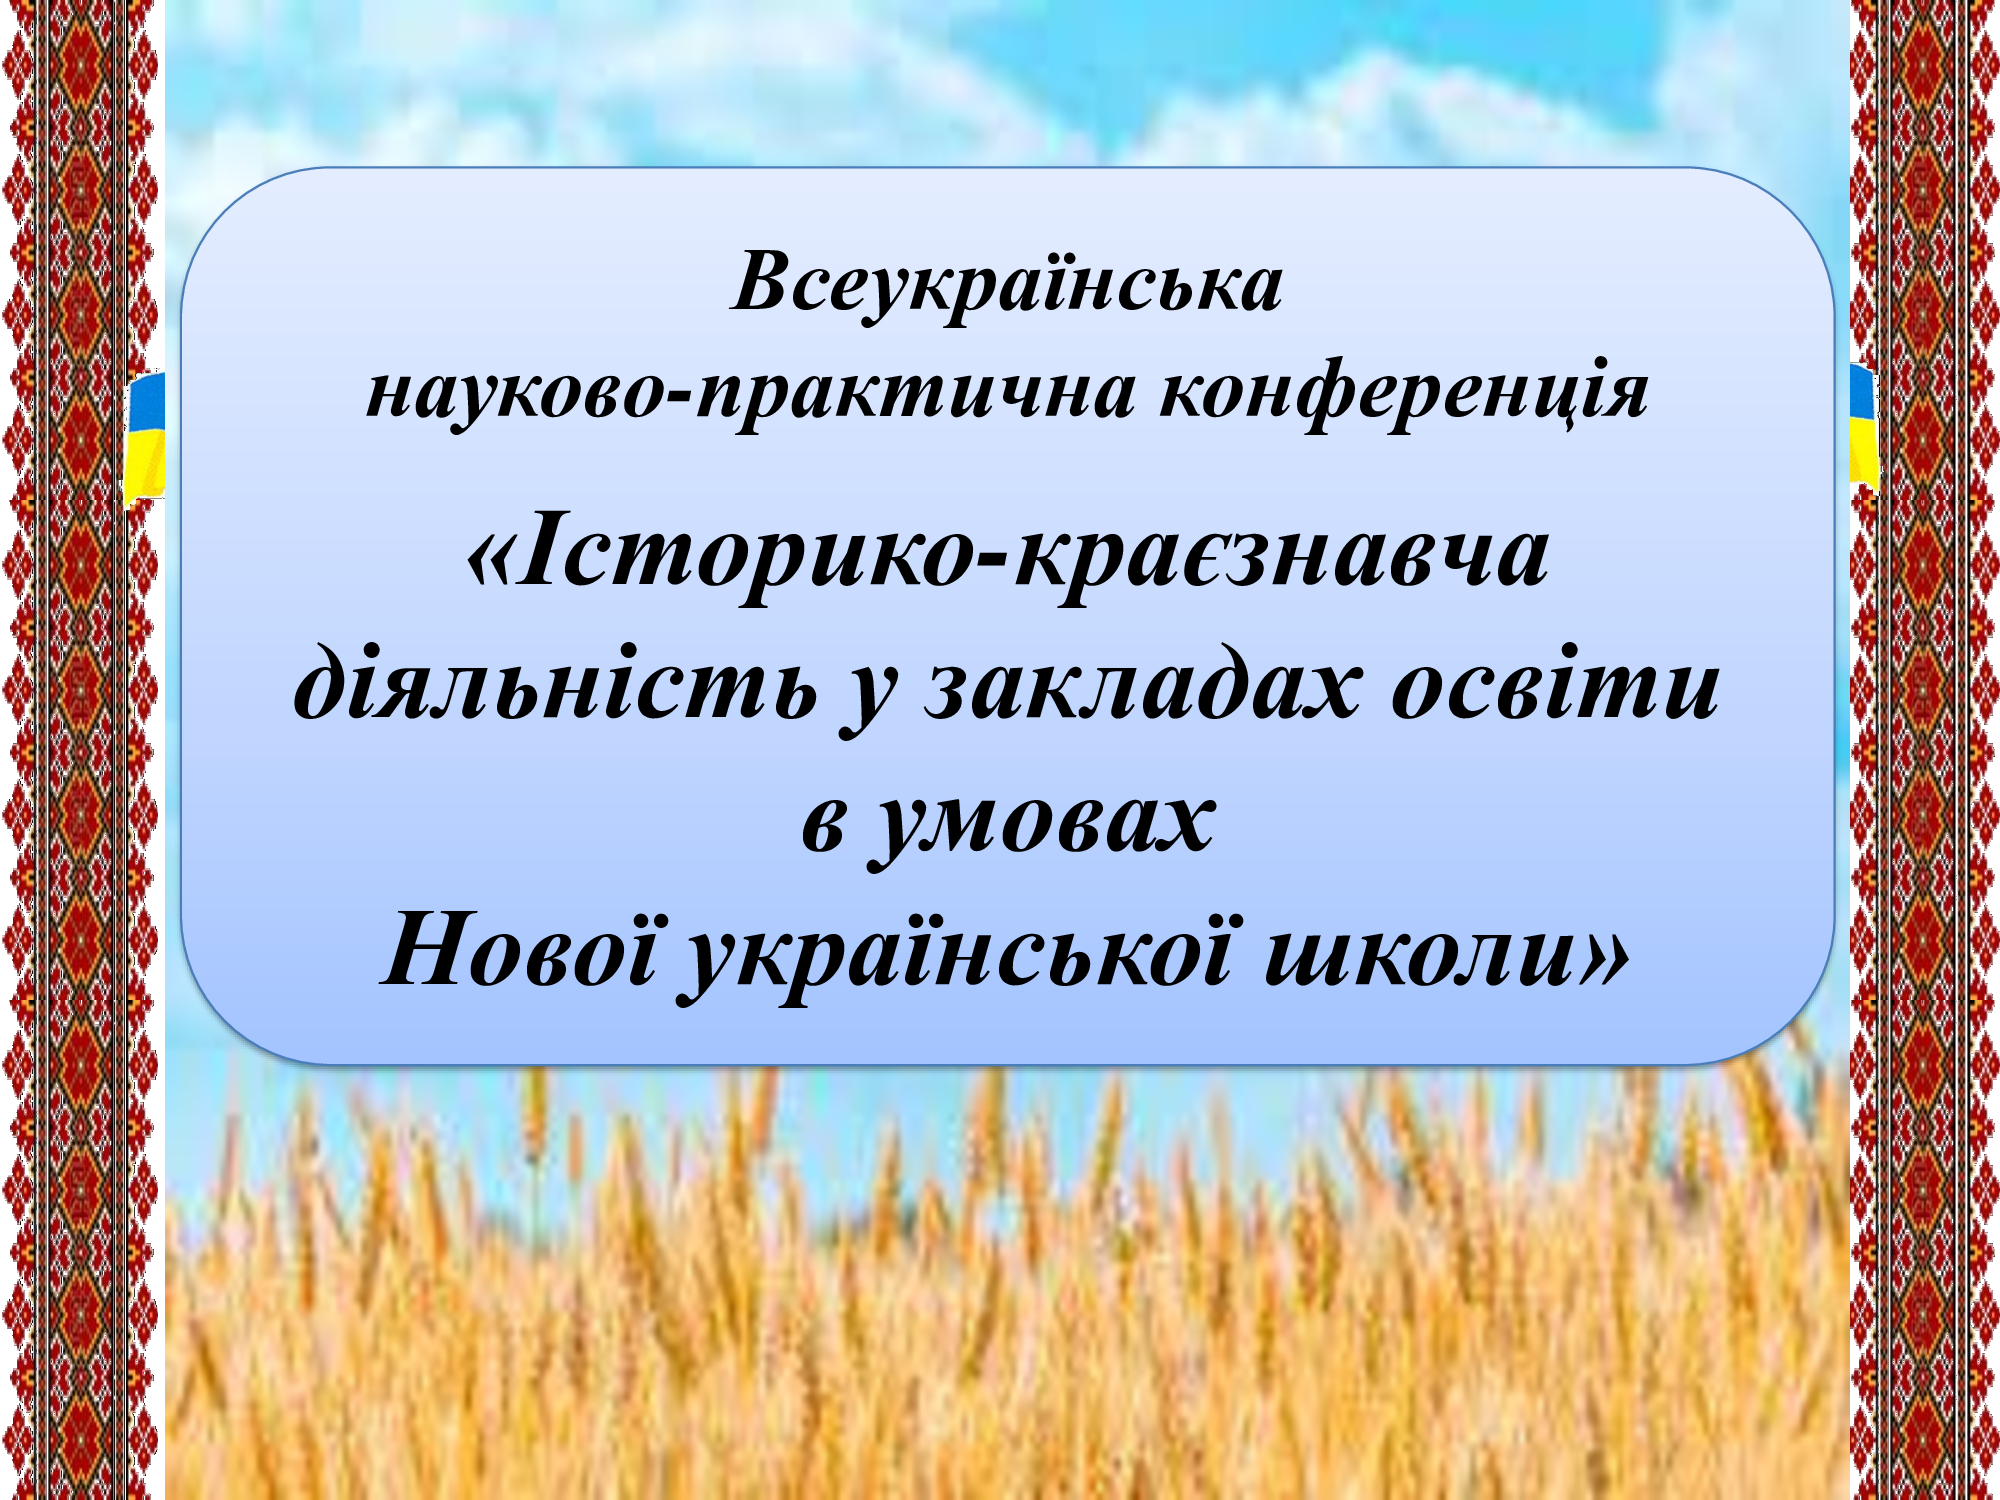 Всеукраїнська
науково-практична конференція
«Історико-краєзнавча
діяльність у закладах освіти
в умовах
Нової української школи»